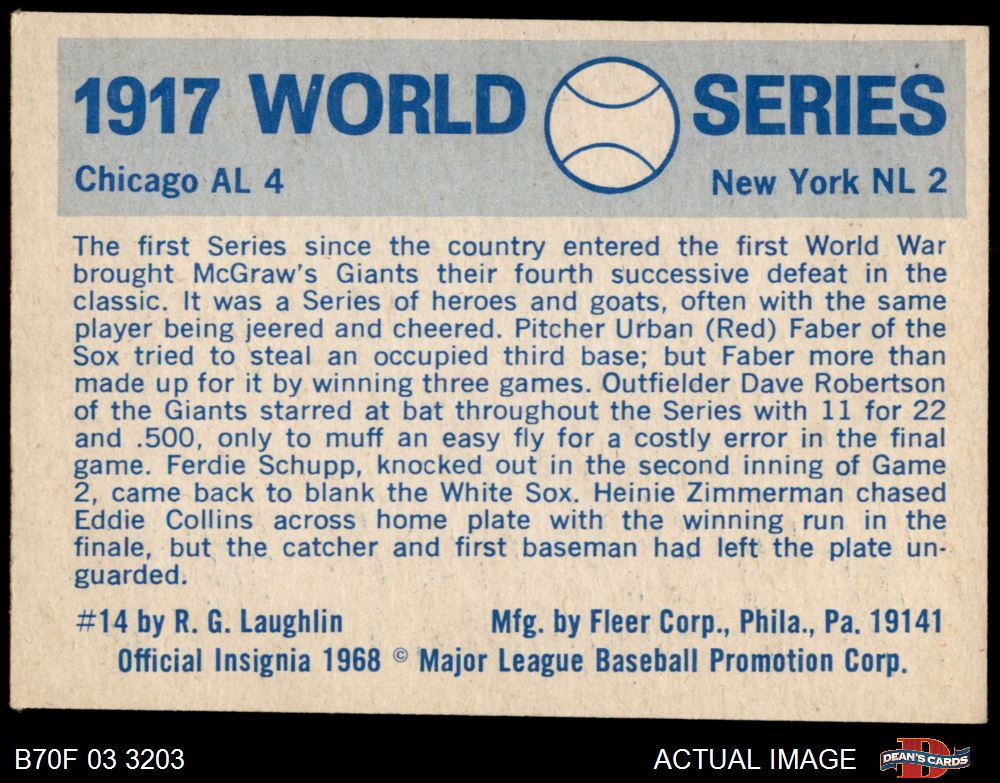 1917 WORLD SERIES
Chicago AL 4 New York NL 2
The first Series since the country entered the first World War
brought McGraw's Giants their fourth successive defeat in the
classic. It was a Series of heroes and goats, often with the same
player being jeered and cheered. Pitcher Urban (Red) Faber of the
Sox tried to steal an occupied third base; but Faber more than
made up for it by winning three games. Outfielder Dave Robertson
of the Giants starred at bat throughout the Series with 11 for 22
and .500, only to muff an easy fly for a costly error in the final
game. Ferdie Schupp, knocked out in the second inning of Game
2, came back to blank the White Sox. Heinie Zimmerman chased
Eddie Collins across home plate with the winning run in the
finale, but the catcher and first baseman had left the plate un-
guarded.
#14 by R. G. Laughlin Mfg. by Fleer Corp., Phila., Pa. 19141
Official Insignia 1968 © Major League Baseball Promotion Corp.
B70F 03 3203 ACTUAL IMAGE DEAN'S CARDS